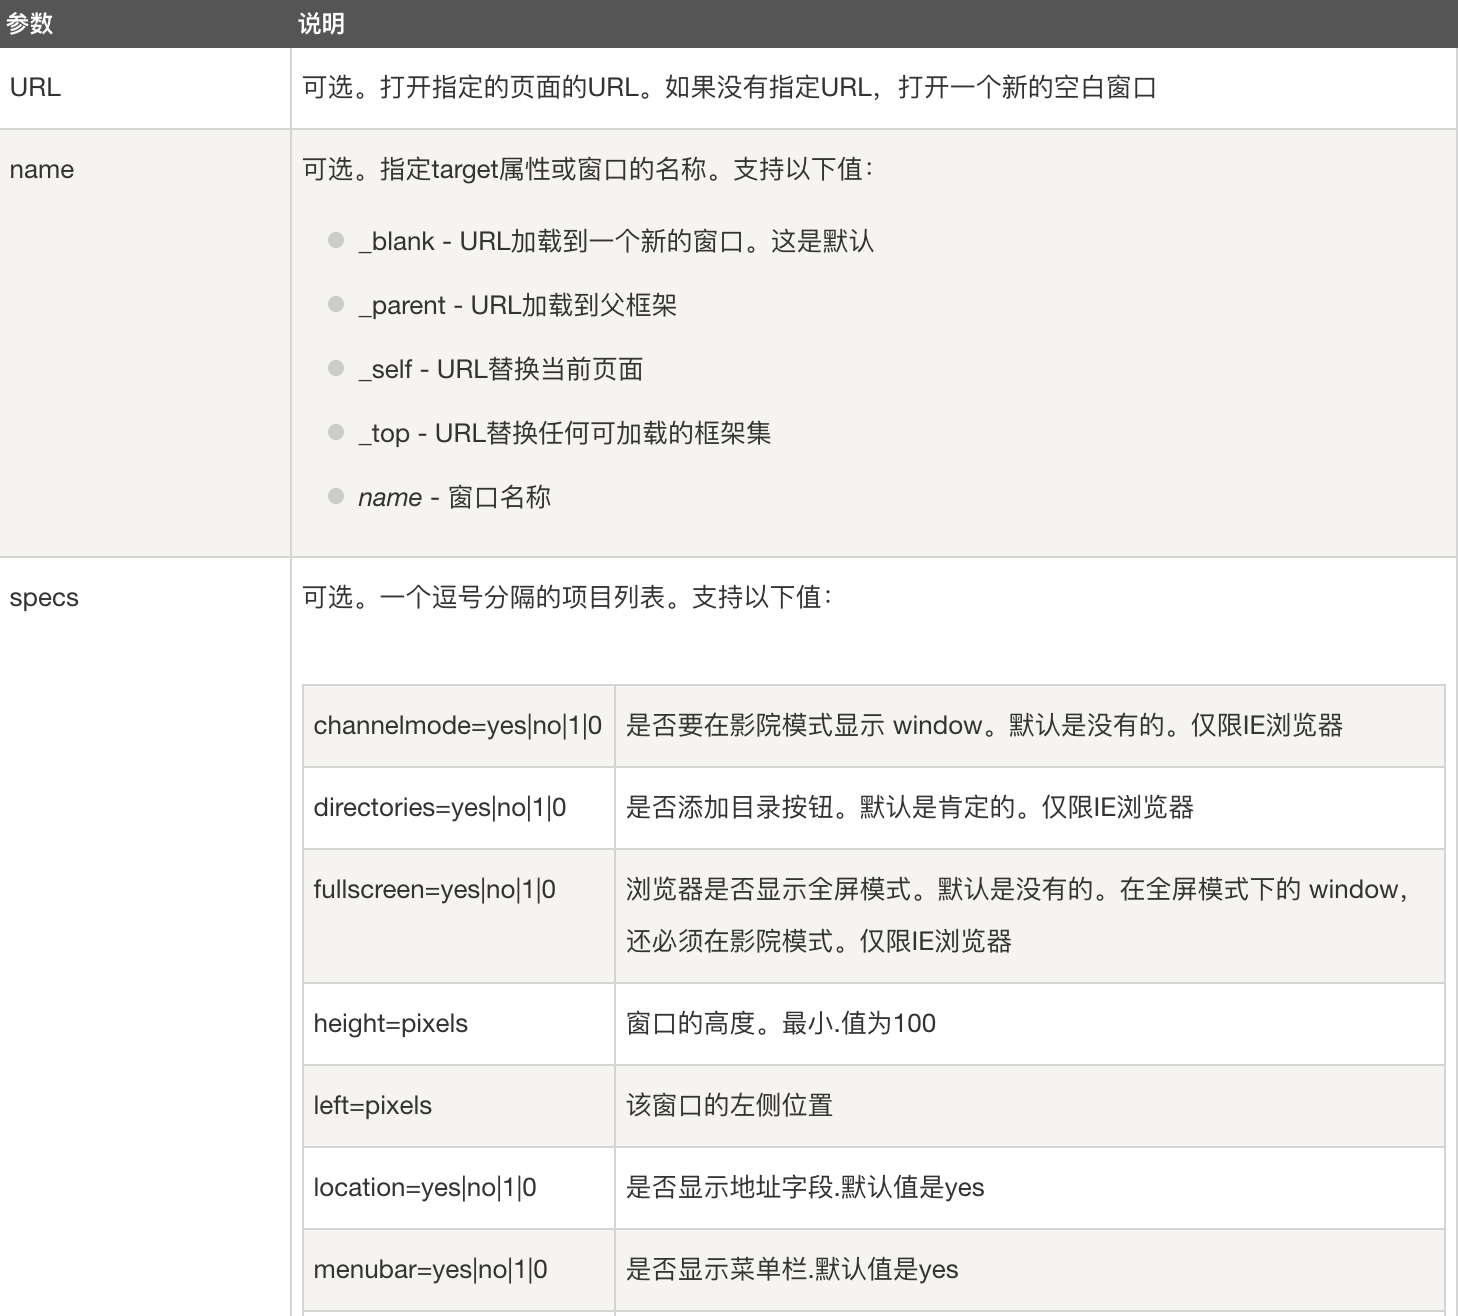 参数 说明
URL 可选。打开指定的页面的URL。如果没有指定URL，打开一个新的空白窗口
name 可选。指定target属性或窗口的名称。支持以下值：
_blank - URL加载到一个新的窗口。这是默认
_parent - URL加载到父框架
_self - URL替换当前页面
_top - URL替换任何可加载的框架集
name - 窗口名称
specs 可选。一个逗号分隔的项目列表。支持以下值：
channelmode=yes|no|1|0 是否要在影院模式显示 window。默认是没有的。仅限IE浏览器
directories=yes|no|1|0 是否添加目录按钮。默认是肯定的。仅限IE浏览器
fullscreen=yes|no|1|0 浏览器是否显示全屏模式。默认是没有的。在全屏模式下的 window，
还必须在影院模式。仅限IE浏览器
height=pixels 窗口的高度。最小.值为100
left=pixels 该窗口的左侧位置
location=yes|no|1|0 是否显示地址字段.默认值是yes
menubar=yes|no|1|0 是否显示菜单栏.默认值是yes